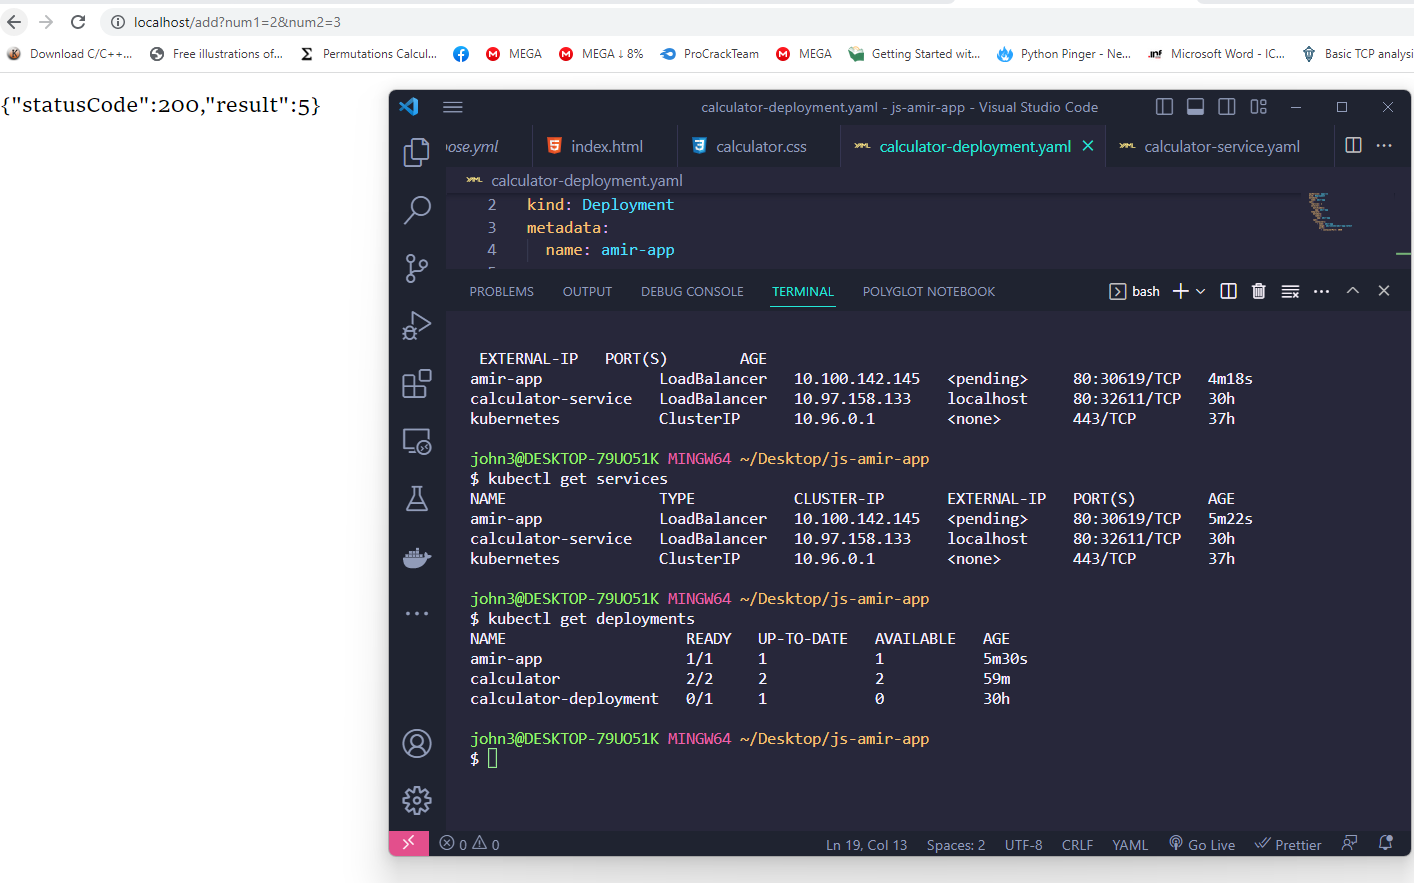 localhost/add?num1=2&num2=3
Download C/C++... Free illustrations of... Permutations Calcul... MEGA MEGA ⇂ 8% ProCrackTeam MEGA Getting Started wit... Python Pinger - Ne... Microsoft Word - IC... Basic TCP analysi
{"statusCode":200,"result":5}
calculator-deployment.yaml - js-amir-app - Visual Studio Code
ose.yml index.html calculator.css calculator-deployment.yaml calculator-service.yaml
calculator-deployment.yaml
2 kind: Deployment
3 metadata:
4 name: amir-app
PROBLEMS OUTPUT DEBUG CONSOLE TERMINAL POLYGLOT NOTEBOOK bash
EXTERNAL-IP PORT(S) AGE
amir-app LoadBalancer 10.100.142.145 <pending> 80:30619/TCP 4m18s
calculator-service LoadBalancer 10.97.158.133 localhost 80:32611/TCP 30h
kubernetes ClusterIP 10.96.0.1 <none> 443/TCP 37h
john3@DESKTOP-79UO51K MINGW64 ~/Desktop/js-amir-app
$ kubectl get services
NAME TYPE CLUSTER-IP EXTERNAL-IP PORT(S) AGE
amir-app LoadBalancer 10.100.142.145 <pending> 80:30619/TCP 5m22s
calculator-service LoadBalancer 10.97.158.133 localhost 80:32611/TCP 30h
kubernetes ClusterIP 10.96.0.1 <none> 443/TCP 37h
john3@DESKTOP-79UO51K MINGW64 ~/Desktop/js-amir-app
$ kubectl get deployments
NAME READY UP-TO-DATE AVAILABLE AGE
amir-app 1/1 1 1 5m30s
calculator 2/2 2 2 59m
calculator-deployment 0/1 1 0 30h
john3@DESKTOP-79UO51K MINGW64 ~/Desktop/js-amir-app
$
0 0 Ln 19, Col 13 Spaces: 2 UTF-8 CRLF YAML Go Live Prettier